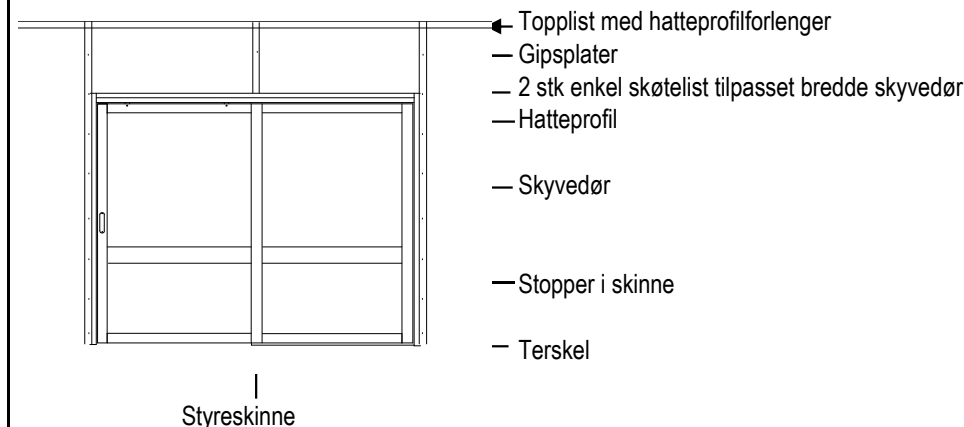 Topplist med hatteprofilforlenger
Gipsplater
2 stk enkel skøtelist tilpasset bredde skyvedør
Hatteprofil
Skyvedør
Stopper i skinne
Terskel
Styreskinne